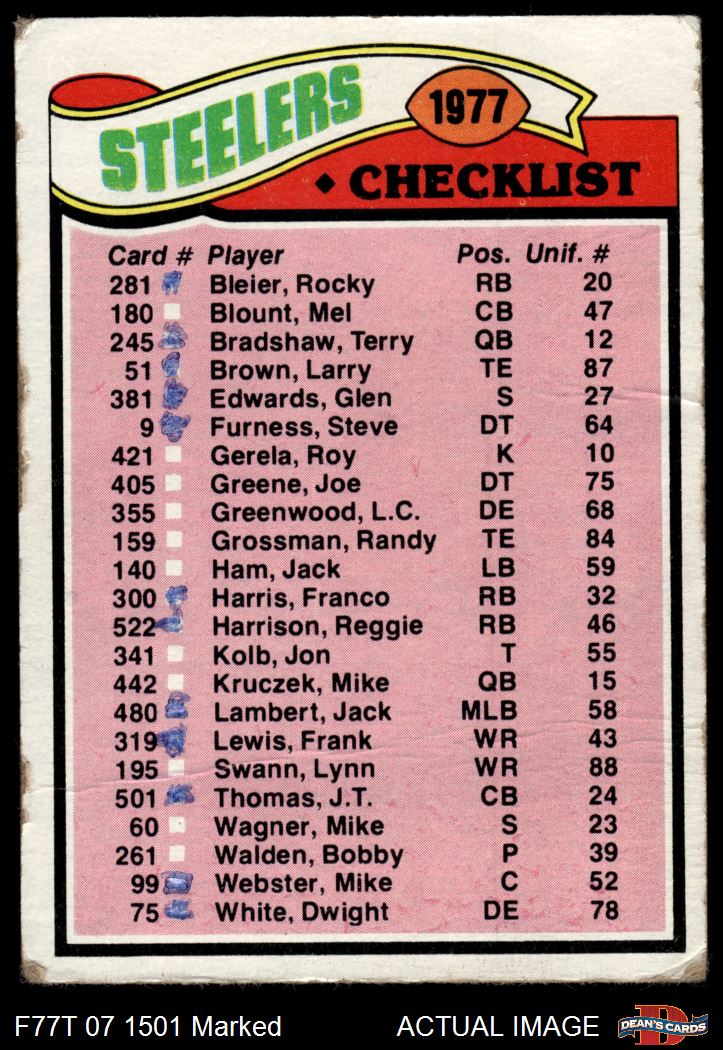 STEELERS
1977
◆ CHECKLIST
Card # Player Pos. Unif. #
281 Bleier, Rocky RB 20
180 Blount, Mel CB 47
245 Bradshaw, Terry QB 12
51 Brown, Larry TE 87
381 Edwards, Glen S 27
9 Furness, Steve DT 64
421 Gerela, Roy K 10
405 Greene, Joe DT 75
355 Greenwood, L.C. DE 68
159 Grossman, Randy TE 84
140 Ham, Jack LB 59
300 Harris, Franco RB 32
522 Harrison, Reggie RB 46
341 Kolb, Jon T 55
442 Kruczek, Mike QB 15
480 Lambert, Jack MLB 58
319 Lewis, Frank WR 43
195 Swann, Lynn WR 88
501 Thomas, J.T. CB 24
60 Wagner, Mike S 23
261 Walden, Bobby P 39
99 Webster, Mike C 52
75 White, Dwight DE 78
F77T 07 1501 Marked ACTUAL IMAGE
D
DEAN'S CARDS